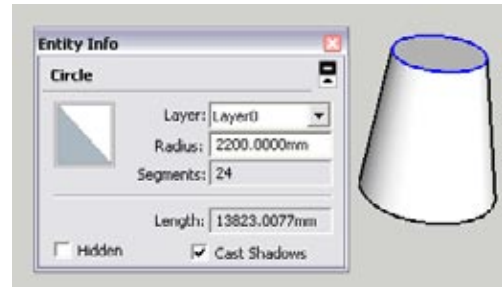 Entity Info
Circle
Layer: Layer0
Radius: 2200.0000mm
Segments: 24
Length: 13823.0077mm
Hidden
Cast Shadows